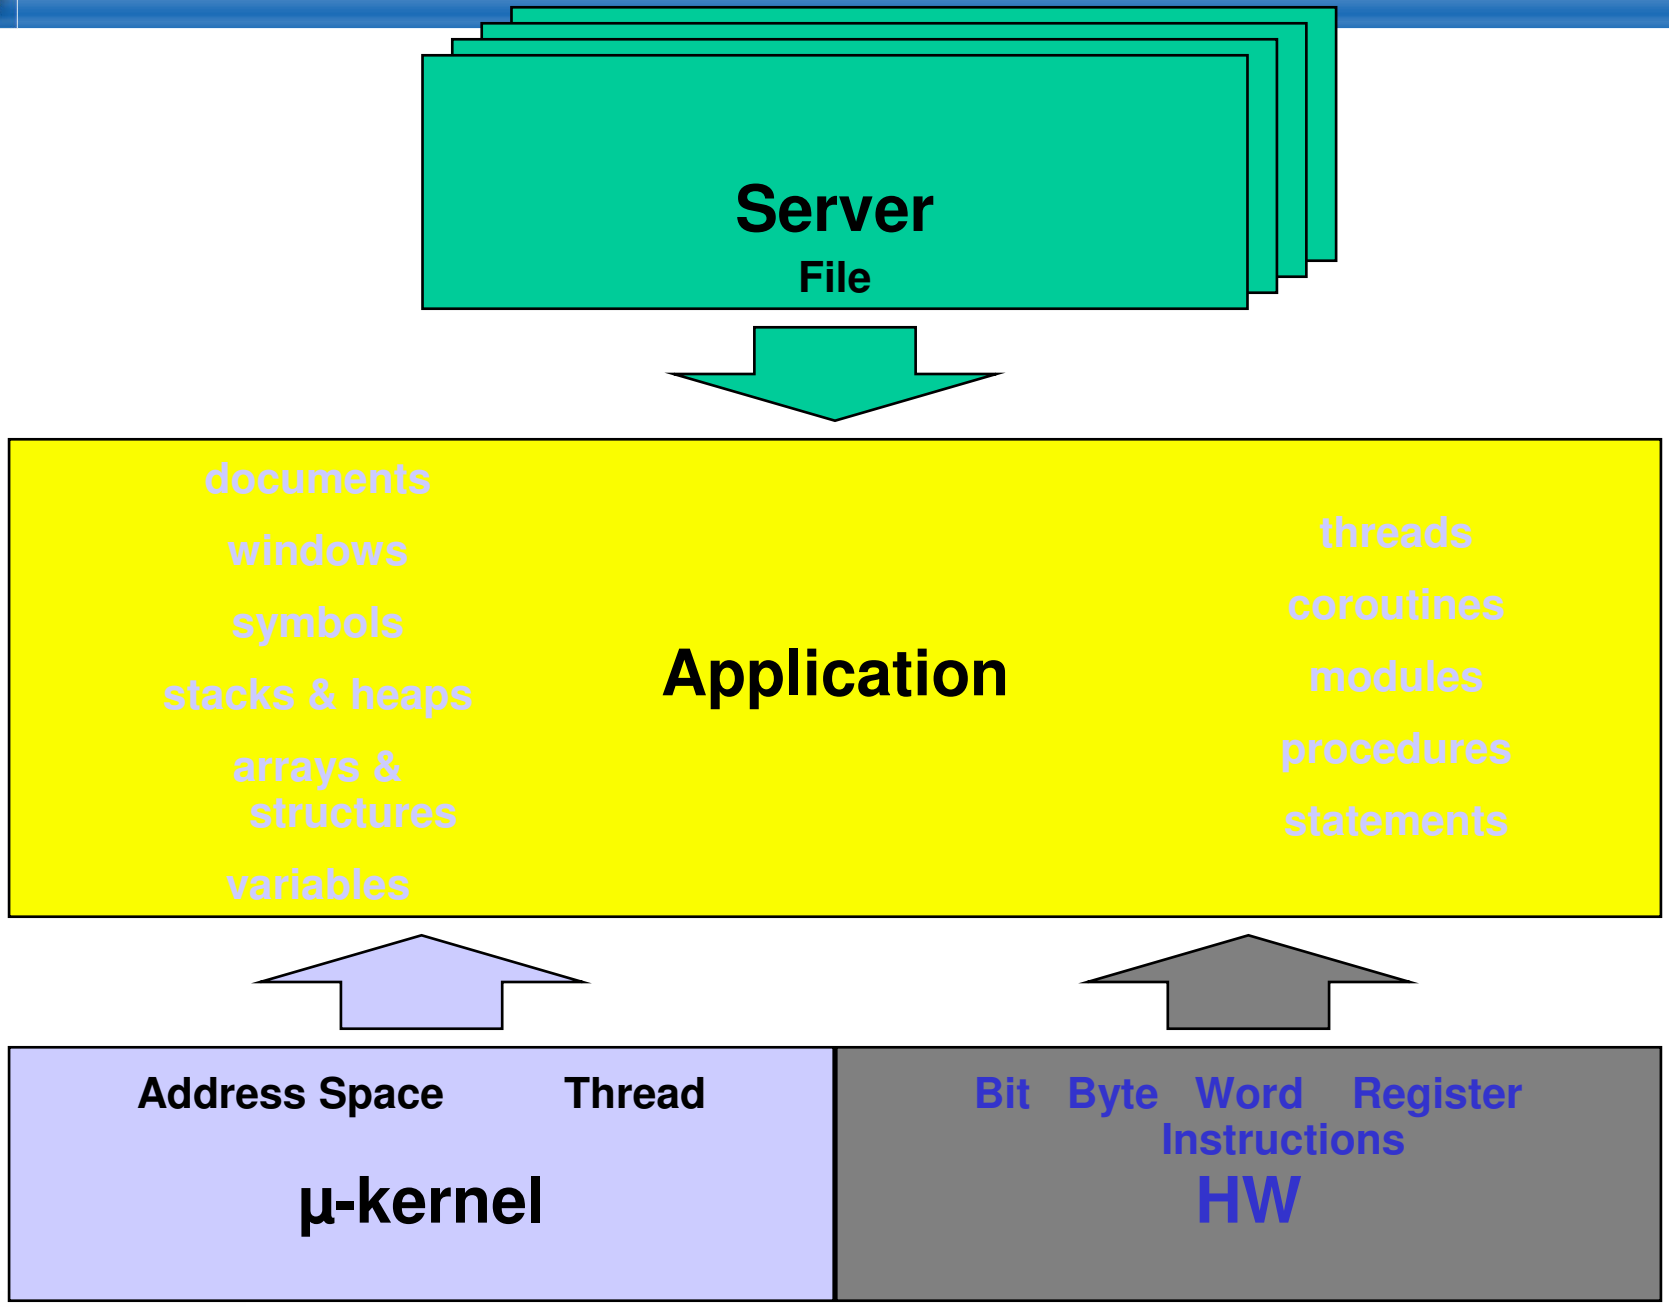 Server
File
documents
windows
symbols
stacks & heaps
arrays &
structures
variables
Application
threads
coroutines
modules
procedures
statements
Address Space Thread
µ-kernel
Bit Byte Word Register
Instructions
HW